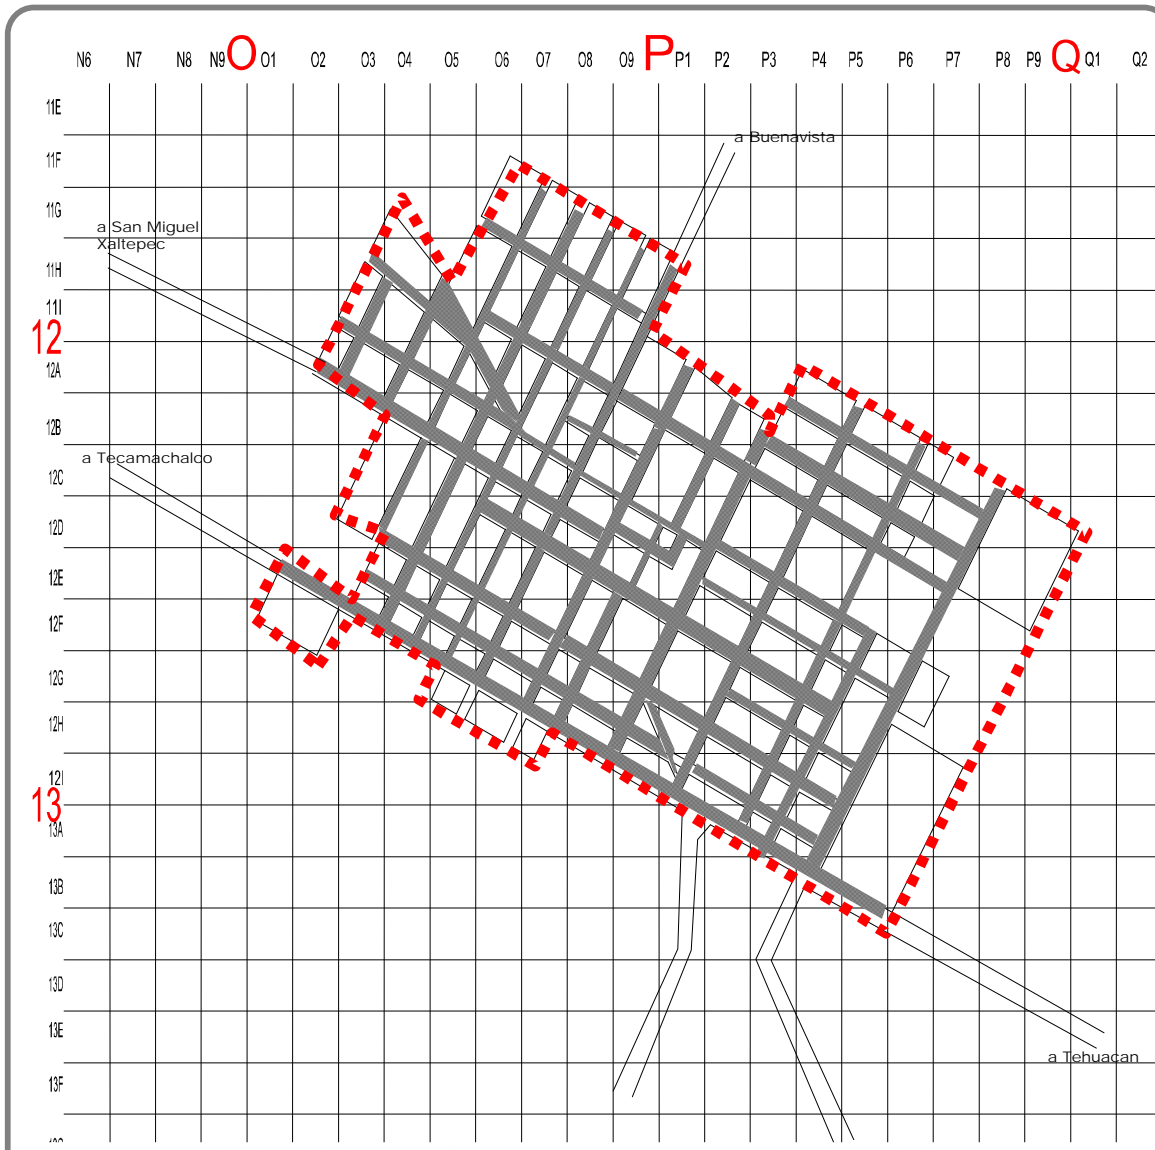 N6 N7 N8 N9 O O1 O2 O3 O4 O5 O6 O7 O8 O9 P P1 P2 P3 P4 P5 P6 P7 P8 P9 Q Q1 Q2
11E
a Buenavista
11F
11G
a San Miguel
Xaltepec
11H
11I
12
12A
12B
a Tecamachalco
12C
12D
12E
12F
12G
12H
12I
13
13A
13B
13C
13D
13E
a Tehuacan
13F